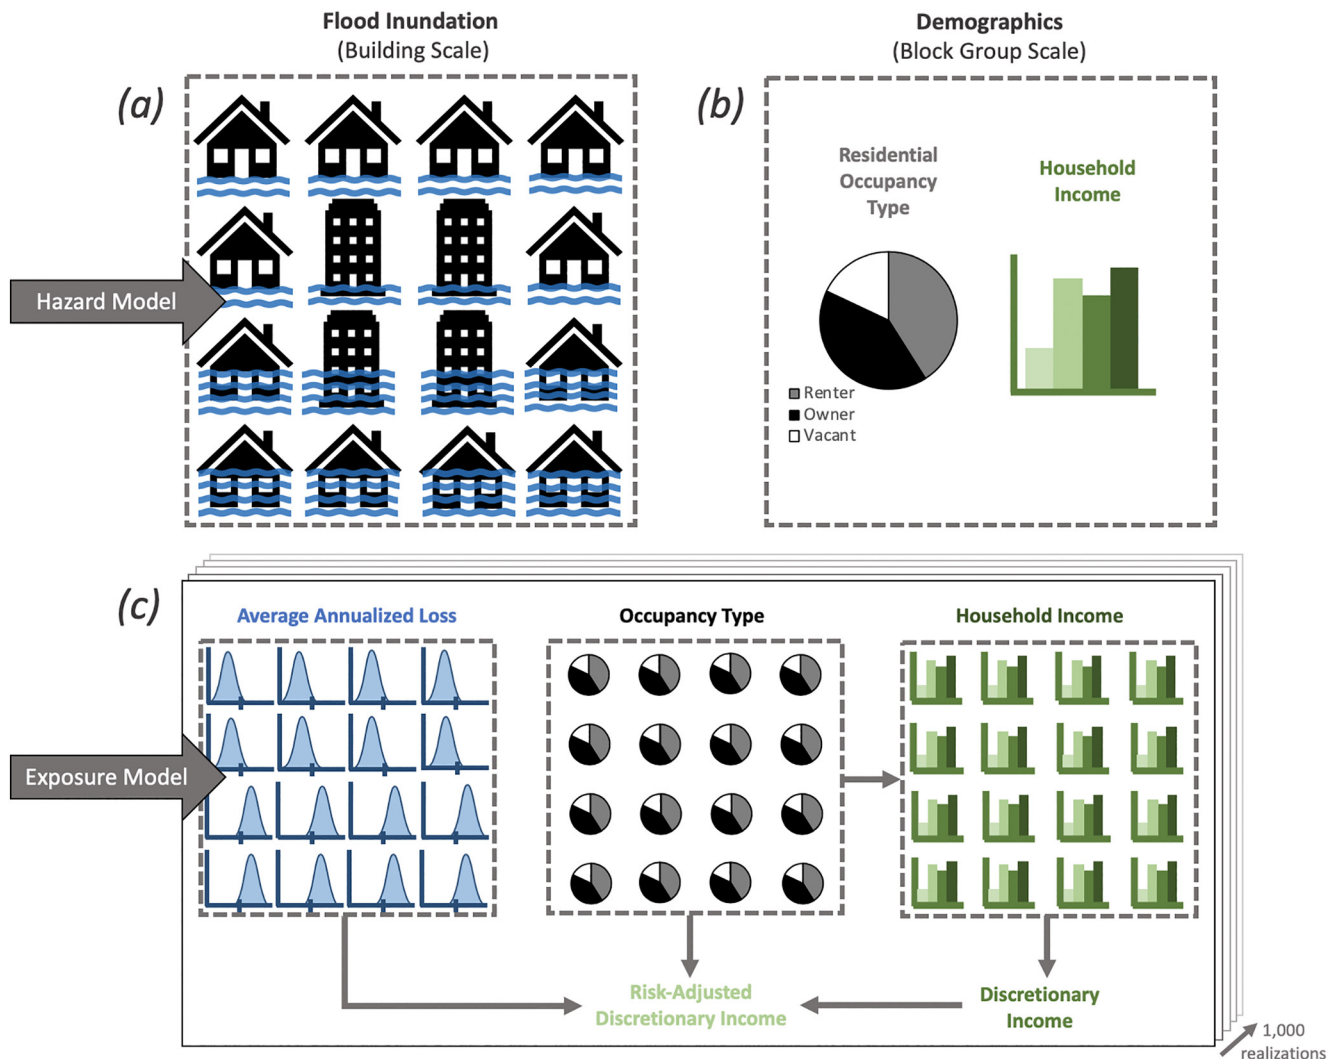 Flood Inundation
(Building Scale)
Demographics
(Block Group Scale)
(a)
(b)
Residential
Occupancy
Type
Household
Income
Hazard Model
Renter
Owner
Vacant
(c)
Average Annualized Loss
Occupancy Type
Household Income
Exposure Model
Risk-Adjusted
Discretionary Income
Discretionary
Income
1,000
realizations